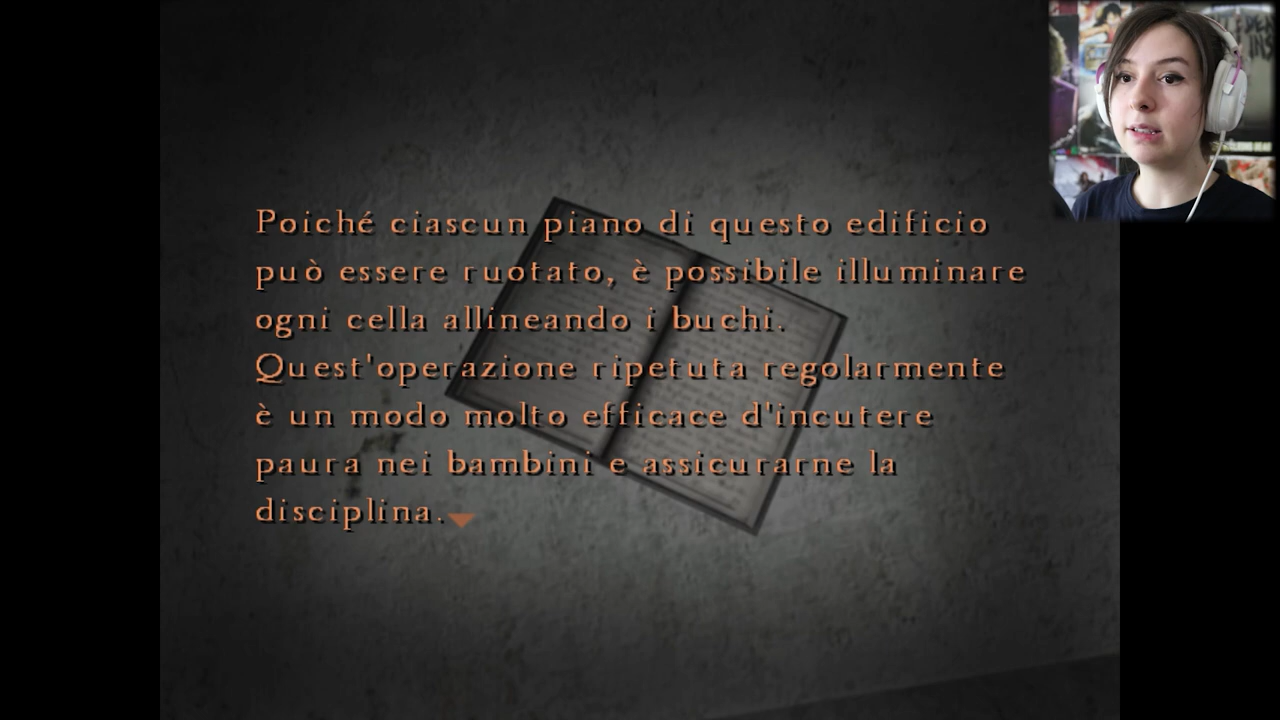 Poiché ciascun piano di questo edificio
può essere ruotato, è possibile illuminare
ogni cella allineando i buchi.
Quest'operazione ripetuta regolarmente
è un modo molto efficace d'incutere
paura nei bambini e assicurarne la
disciplina.